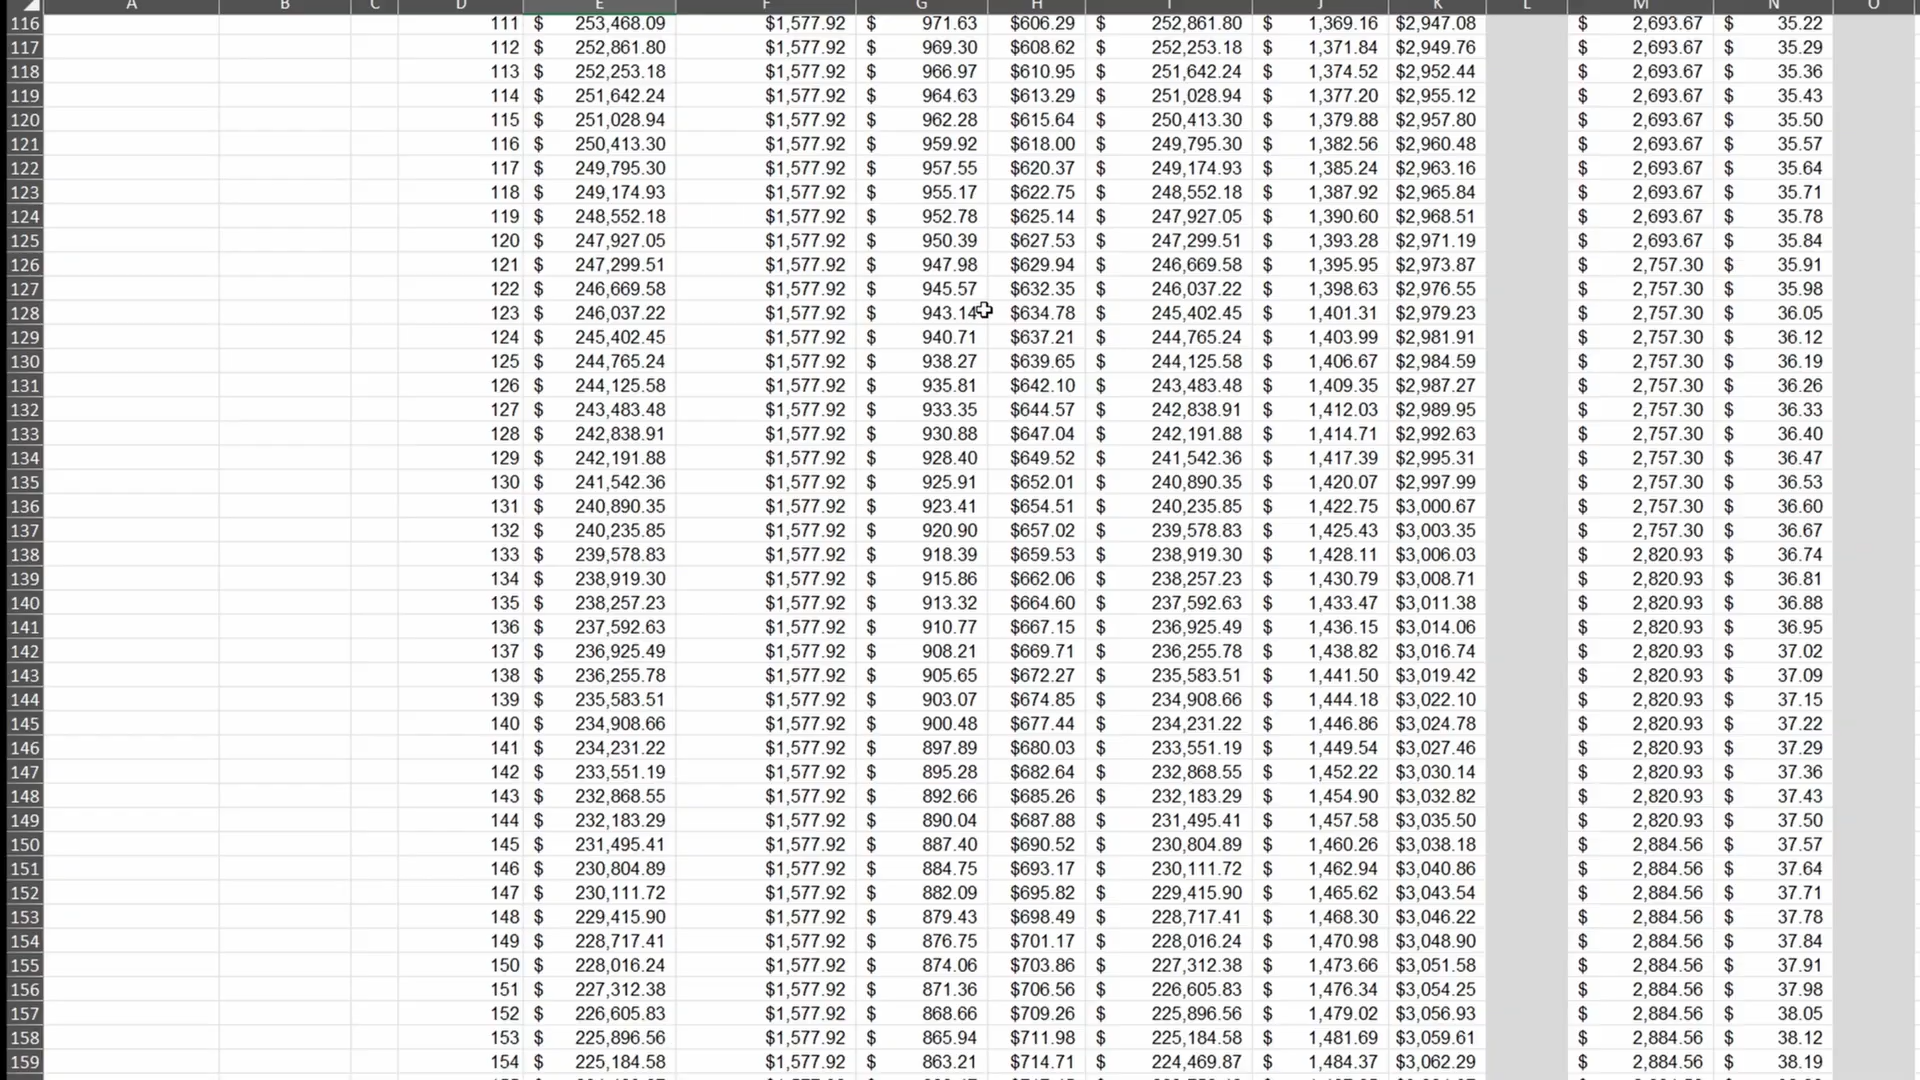 A B C D E F G H I J K L M N O
116 111 $ 253,468.09 $1,577.92 $ 971.63 $606.29 $ 252,861.80 $ 1,369.16 $2,947.08 $ 2,693.67 $ 35.22
117 112 $ 252,861.80 $1,577.92 $ 969.30 $608.62 $ 252,253.18 $ 1,371.84 $2,949.76 $ 2,693.67 $ 35.29
118 113 $ 252,253.18 $1,577.92 $ 966.97 $610.95 $ 251,642.24 $ 1,374.52 $2,952.44 $ 2,693.67 $ 35.36
119 114 $ 251,642.24 $1,577.92 $ 964.63 $613.29 $ 251,028.94 $ 1,377.20 $2,955.12 $ 2,693.67 $ 35.43
120 115 $ 251,028.94 $1,577.92 $ 962.28 $615.64 $ 250,413.30 $ 1,379.88 $2,957.80 $ 2,693.67 $ 35.50
121 116 $ 250,413.30 $1,577.92 $ 959.92 $618.00 $ 249,795.30 $ 1,382.56 $2,960.48 $ 2,693.67 $ 35.57
122 117 $ 249,795.30 $1,577.92 $ 957.55 $620.37 $ 249,174.93 $ 1,385.24 $2,963.16 $ 2,693.67 $ 35.64
123 118 $ 249,174.93 $1,577.92 $ 955.17 $622.75 $ 248,552.18 $ 1,387.92 $2,965.84 $ 2,693.67 $ 35.71
124 119 $ 248,552.18 $1,577.92 $ 952.78 $625.14 $ 247,927.05 $ 1,390.60 $2,968.51 $ 2,693.67 $ 35.78
125 120 $ 247,927.05 $1,577.92 $ 950.39 $627.53 $ 247,299.51 $ 1,393.28 $2,971.19 $ 2,693.67 $ 35.84
126 121 $ 247,299.51 $1,577.92 $ 947.98 $629.94 $ 246,669.58 $ 1,395.95 $2,973.87 $ 2,757.30 $ 35.91
127 122 $ 246,669.58 $1,577.92 $ 945.57 $632.35 $ 246,037.22 $ 1,398.63 $2,976.55 $ 2,757.30 $ 35.98
128 123 $ 246,037.22 $1,577.92 $ 943.14 $634.78 $ 245,402.45 $ 1,401.31 $2,979.23 $ 2,757.30 $ 36.05
129 124 $ 245,402.45 $1,577.92 $ 940.71 $637.21 $ 244,765.24 $ 1,403.99 $2,981.91 $ 2,757.30 $ 36.12
130 125 $ 244,765.24 $1,577.92 $ 938.27 $639.65 $ 244,125.58 $ 1,406.67 $2,984.59 $ 2,757.30 $ 36.19
131 126 $ 244,125.58 $1,577.92 $ 935.81 $642.10 $ 243,483.48 $ 1,409.35 $2,987.27 $ 2,757.30 $ 36.26
132 127 $ 243,483.48 $1,577.92 $ 933.35 $644.57 $ 242,838.91 $ 1,412.03 $2,989.95 $ 2,757.30 $ 36.33
133 128 $ 242,838.91 $1,577.92 $ 930.88 $647.04 $ 242,191.88 $ 1,414.71 $2,992.63 $ 2,757.30 $ 36.40
134 129 $ 242,191.88 $1,577.92 $ 928.40 $649.52 $ 241,542.36 $ 1,417.39 $2,995.31 $ 2,757.30 $ 36.47
135 130 $ 241,542.36 $1,577.92 $ 925.91 $652.01 $ 240,890.35 $ 1,420.07 $2,997.99 $ 2,757.30 $ 36.53
136 131 $ 240,890.35 $1,577.92 $ 923.41 $654.51 $ 240,235.85 $ 1,422.75 $3,000.67 $ 2,757.30 $ 36.60
137 132 $ 240,235.85 $1,577.92 $ 920.90 $657.02 $ 239,578.83 $ 1,425.43 $3,003.35 $ 2,757.30 $ 36.67
138 133 $ 239,578.83 $1,577.92 $ 918.39 $659.53 $ 238,919.30 $ 1,428.11 $3,006.03 $ 2,820.93 $ 36.74
139 134 $ 238,919.30 $1,577.92 $ 915.86 $662.06 $ 238,257.23 $ 1,430.79 $3,008.71 $ 2,820.93 $ 36.81
140 135 $ 238,257.23 $1,577.92 $ 913.32 $664.60 $ 237,592.63 $ 1,433.47 $3,011.38 $ 2,820.93 $ 36.88
141 136 $ 237,592.63 $1,577.92 $ 910.77 $667.15 $ 236,925.49 $ 1,436.15 $3,014.06 $ 2,820.93 $ 36.95
142 137 $ 236,925.49 $1,577.92 $ 908.21 $669.71 $ 236,255.78 $ 1,438.82 $3,016.74 $ 2,820.93 $ 37.02
143 138 $ 236,255.78 $1,577.92 $ 905.65 $672.27 $ 235,583.51 $ 1,441.50 $3,019.42 $ 2,820.93 $ 37.09
144 139 $ 235,583.51 $1,577.92 $ 903.07 $674.85 $ 234,908.66 $ 1,444.18 $3,022.10 $ 2,820.93 $ 37.15
145 140 $ 234,908.66 $1,577.92 $ 900.48 $677.44 $ 234,231.22 $ 1,446.86 $3,024.78 $ 2,820.93 $ 37.22
146 141 $ 234,231.22 $1,577.92 $ 897.89 $680.03 $ 233,551.19 $ 1,449.54 $3,027.46 $ 2,820.93 $ 37.29
147 142 $ 233,551.19 $1,577.92 $ 895.28 $682.64 $ 232,868.55 $ 1,452.22 $3,030.14 $ 2,820.93 $ 37.36
148 143 $ 232,868.55 $1,577.92 $ 892.66 $685.26 $ 232,183.29 $ 1,454.90 $3,032.82 $ 2,820.93 $ 37.43
149 144 $ 232,183.29 $1,577.92 $ 890.04 $687.88 $ 231,495.41 $ 1,457.58 $3,035.50 $ 2,820.93 $ 37.50
150 145 $ 231,495.41 $1,577.92 $ 887.40 $690.52 $ 230,804.89 $ 1,460.26 $3,038.18 $ 2,884.56 $ 37.57
151 146 $ 230,804.89 $1,577.92 $ 884.75 $693.17 $ 230,111.72 $ 1,462.94 $3,040.86 $ 2,884.56 $ 37.64
152 147 $ 230,111.72 $1,577.92 $ 882.09 $695.82 $ 229,415.90 $ 1,465.62 $3,043.54 $ 2,884.56 $ 37.71
153 148 $ 229,415.90 $1,577.92 $ 879.43 $698.49 $ 228,717.41 $ 1,468.30 $3,046.22 $ 2,884.56 $ 37.78
154 149 $ 228,717.41 $1,577.92 $ 876.75 $701.17 $ 228,016.24 $ 1,470.98 $3,048.90 $ 2,884.56 $ 37.84
155 150 $ 228,016.24 $1,577.92 $ 874.06 $703.86 $ 227,312.38 $ 1,473.66 $3,051.58 $ 2,884.56 $ 37.91
156 151 $ 227,312.38 $1,577.92 $ 871.36 $706.56 $ 226,605.83 $ 1,476.34 $3,054.25 $ 2,884.56 $ 37.98
157 152 $ 226,605.83 $1,577.92 $ 868.66 $709.26 $ 225,896.56 $ 1,479.02 $3,056.93 $ 2,884.56 $ 38.05
158 153 $ 225,896.56 $1,577.92 $ 865.94 $711.98 $ 225,184.58 $ 1,481.69 $3,059.61 $ 2,884.56 $ 38.12
159 154 $ 225,184.58 $1,577.92 $ 863.21 $714.71 $ 224,469.87 $ 1,484.37 $3,062.29 $ 2,884.56 $ 38.19